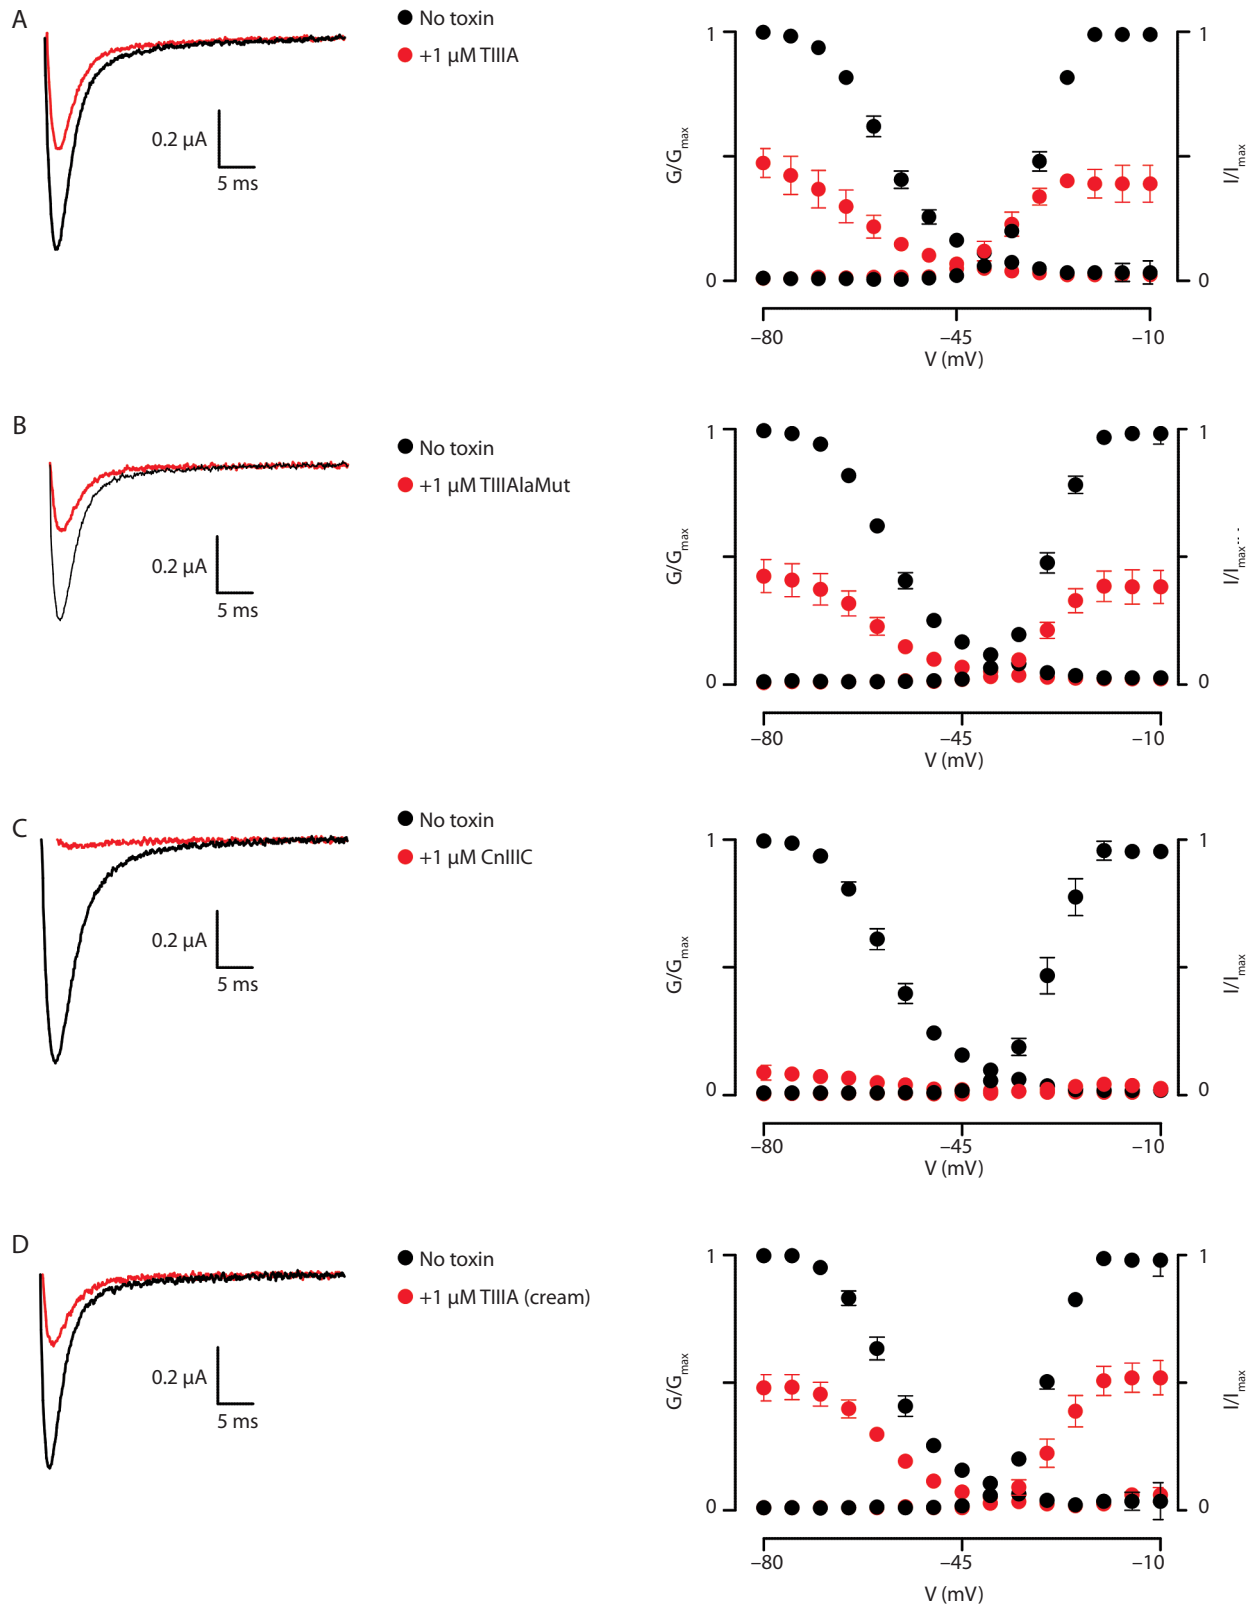 A
No toxin
+1 µM TIIIA
0.2 µA
5 ms
1
0
G/Gmax
1
0
I/Imax
–80
–45
–10
V (mV)
B
No toxin
+1 µM TIIIAlaMut
0.2 µA
5 ms
1
0
G/Gmax
1
0
I/Imax
–80
–45
–10
V (mV)
C
No toxin
+1 µM CnIIIC
0.2 µA
5 ms
1
0
G/Gmax
1
0
I/Imax
–80
–45
–10
V (mV)
D
No toxin
+1 µM TIIIA (cream)
0.2 µA
5 ms
1
0
G/Gmax
1
0
I/Imax
–80
–45
–10
V (mV)